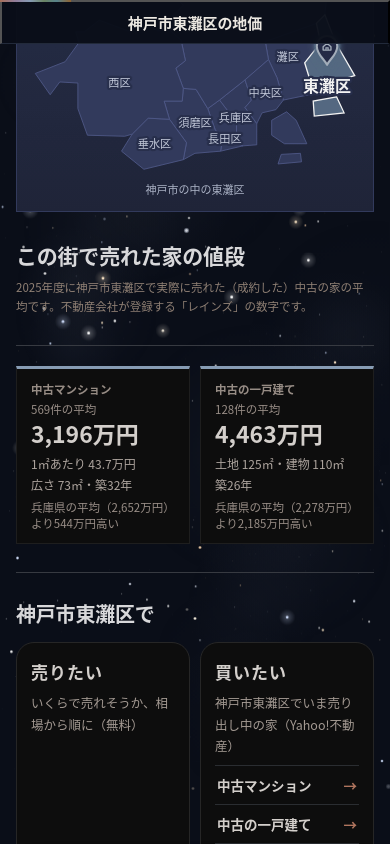 神戸市東灘区の地価
灘区
西区
東灘区
中央区
須磨区
兵庫区
長田区
垂水区
神戸市の中の東灘区
この街で売れた家の値段
2025年度に神戸市東灘区で実際に売れた（成約した）中古の家の平
均です。不動産会社が登録する「レインズ」の数字です。
中古マンション
569件の平均
3,196万円
1㎡あたり 43.7万円
広さ 73㎡・築32年
兵庫県の平均（2,652万円）
より544万円高い
中古の一戸建て
128件の平均
4,463万円
土地 125㎡・建物 110㎡
築26年
兵庫県の平均（2,278万円）
より2,185万円高い
神戸市東灘区で
売りたい
いくらで売れそうか、相
場から順に（無料）
買いたい
神戸市東灘区でいま売り
出し中の家（Yahoo!不動
産）
中古マンション →
中古の一戸建て →